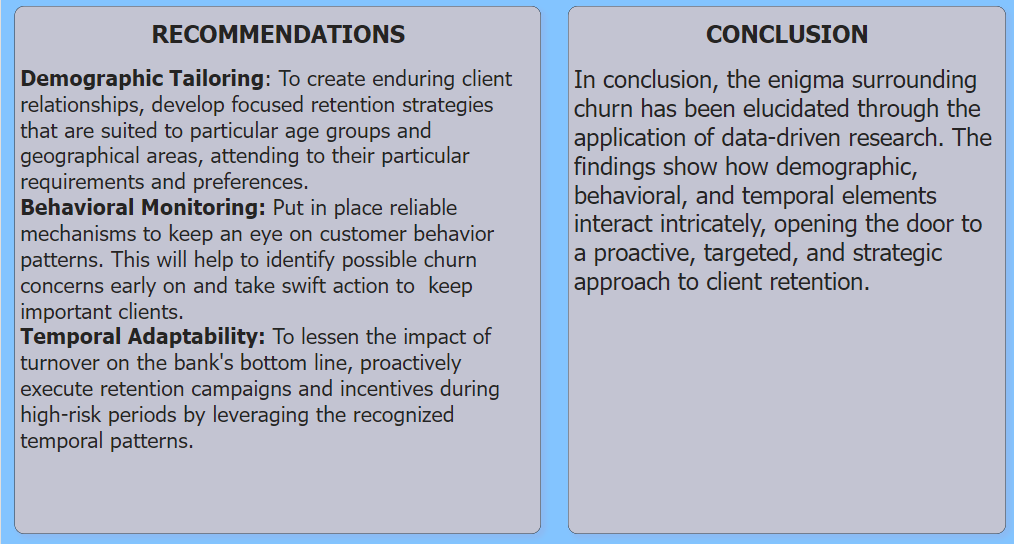 RECOMMENDATIONS
Demographic Tailoring: To create enduring client
relationships, develop focused retention strategies
that are suited to particular age groups and
geographical areas, attending to their particular
requirements and preferences.
Behavioral Monitoring: Put in place reliable
mechanisms to keep an eye on customer behavior
patterns. This will help to identify possible churn
concerns early on and take swift action to  keep
important clients.
Temporal Adaptability: To lessen the impact of
turnover on the bank's bottom line, proactively
execute retention campaigns and incentives during
high-risk periods by leveraging the recognized
temporal patterns.
CONCLUSION
In conclusion, the enigma surrounding
churn has been elucidated through the
application of data-driven research. The
findings show how demographic,
behavioral, and temporal elements
interact intricately, opening the door to
a proactive, targeted, and strategic
approach to client retention.